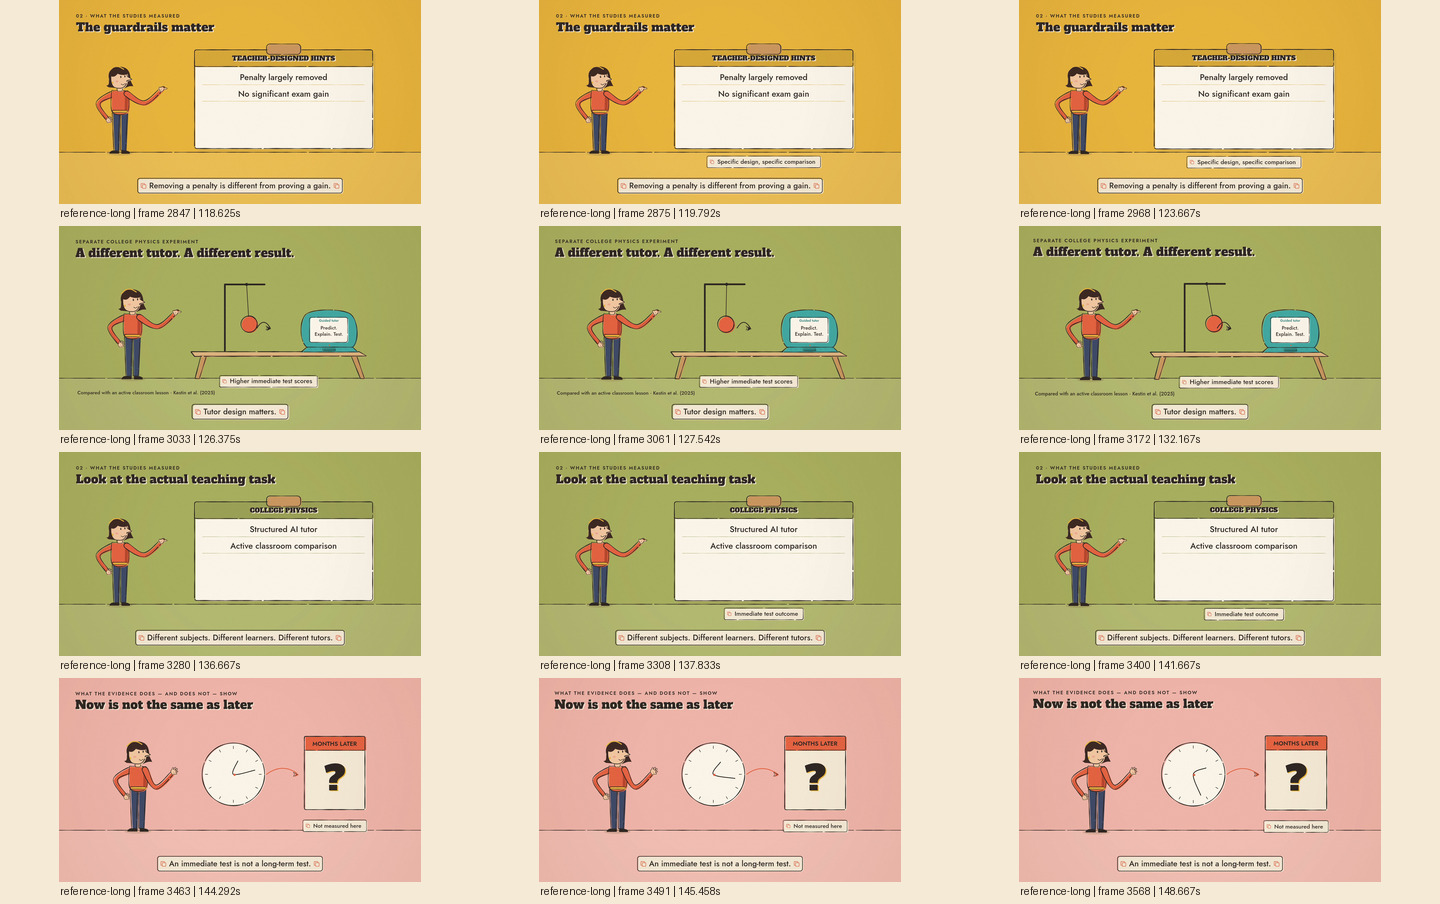 02 · WHAT THE STUDIES MEASURED
The guardrails matter
TEACHER-DESIGNED HINTS
Penalty largely removed
No significant exam gain
Removing a penalty is different from proving a gain.
reference-long | frame 2847 | 118.625s
02 · WHAT THE STUDIES MEASURED
The guardrails matter
TEACHER-DESIGNED HINTS
Penalty largely removed
No significant exam gain
Specific design, specific comparison
Removing a penalty is different from proving a gain.
reference-long | frame 2875 | 119.792s
02 · WHAT THE STUDIES MEASURED
The guardrails matter
TEACHER-DESIGNED HINTS
Penalty largely removed
No significant exam gain
Specific design, specific comparison
Removing a penalty is different from proving a gain.
reference-long | frame 2968 | 123.667s
SEPARATE COLLEGE PHYSICS EXPERIMENT
A different tutor. A different result.
Guided tutor
Predict.
Explain. Test.
Higher immediate test scores
Compared with an active classroom lesson · Kestin et al. (2025)
Tutor design matters.
reference-long | frame 3033 | 126.375s
SEPARATE COLLEGE PHYSICS EXPERIMENT
A different tutor. A different result.
Guided tutor
Predict.
Explain. Test.
Higher immediate test scores
Compared with an active classroom lesson · Kestin et al. (2025)
Tutor design matters.
reference-long | frame 3061 | 127.542s
SEPARATE COLLEGE PHYSICS EXPERIMENT
A different tutor. A different result.
Guided tutor
Predict.
Explain. Test.
Higher immediate test scores
Compared with an active classroom lesson · Kestin et al. (2025)
Tutor design matters.
reference-long | frame 3172 | 132.167s
02 · WHAT THE STUDIES MEASURED
Look at the actual teaching task
COLLEGE PHYSICS
Structured AI tutor
Active classroom comparison
Different subjects. Different learners. Different tutors.
reference-long | frame 3280 | 136.667s
02 · WHAT THE STUDIES MEASURED
Look at the actual teaching task
COLLEGE PHYSICS
Structured AI tutor
Active classroom comparison
Immediate test outcome
Different subjects. Different learners. Different tutors.
reference-long | frame 3308 | 137.833s
02 · WHAT THE STUDIES MEASURED
Look at the actual teaching task
COLLEGE PHYSICS
Structured AI tutor
Active classroom comparison
Immediate test outcome
Different subjects. Different learners. Different tutors.
reference-long | frame 3400 | 141.667s
WHAT THE EVIDENCE DOES — AND DOES NOT — SHOW
Now is not the same as later
MONTHS LATER
?
Not measured here
An immediate test is not a long-term test.
reference-long | frame 3463 | 144.292s
WHAT THE EVIDENCE DOES — AND DOES NOT — SHOW
Now is not the same as later
MONTHS LATER
?
Not measured here
An immediate test is not a long-term test.
reference-long | frame 3491 | 145.458s
WHAT THE EVIDENCE DOES — AND DOES NOT — SHOW
Now is not the same as later
MONTHS LATER
?
Not measured here
An immediate test is not a long-term test.
reference-long | frame 3568 | 148.667s